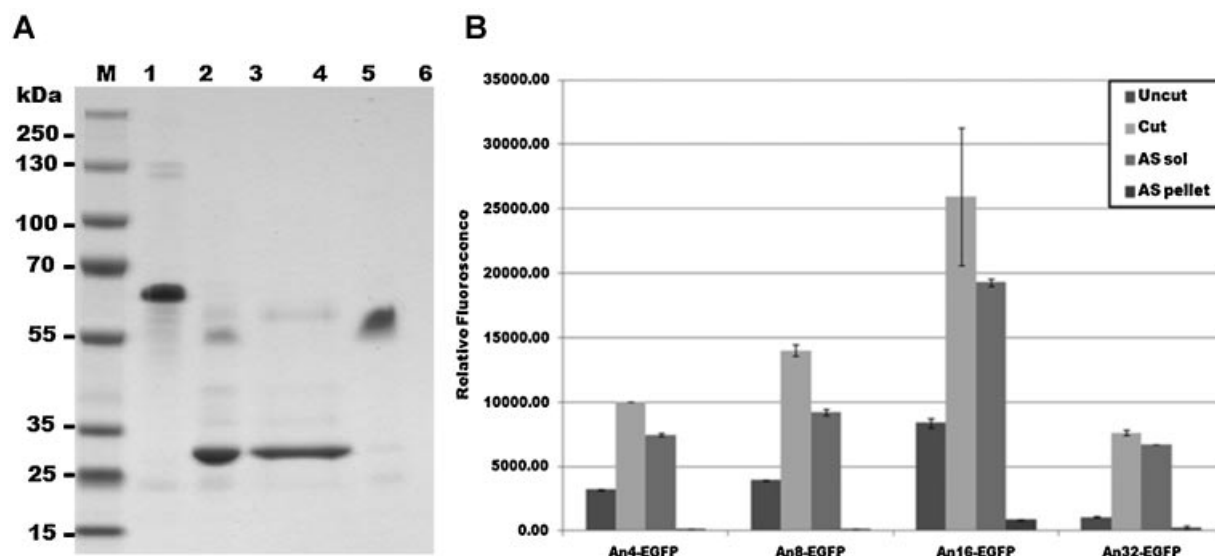 A
M 1 2 3 4 5 6
kDa
250
130
100
70
55
35
25
15
B
35000.00
30000.00
25000.00
20000.00
15000.00
10000.00
5000.00
0.00
Relative Fluoroscence
Uncut
Cut
AS sol
AS pellet
An4-EGFP An8-EGFP An16-EGFP An32-EGFP